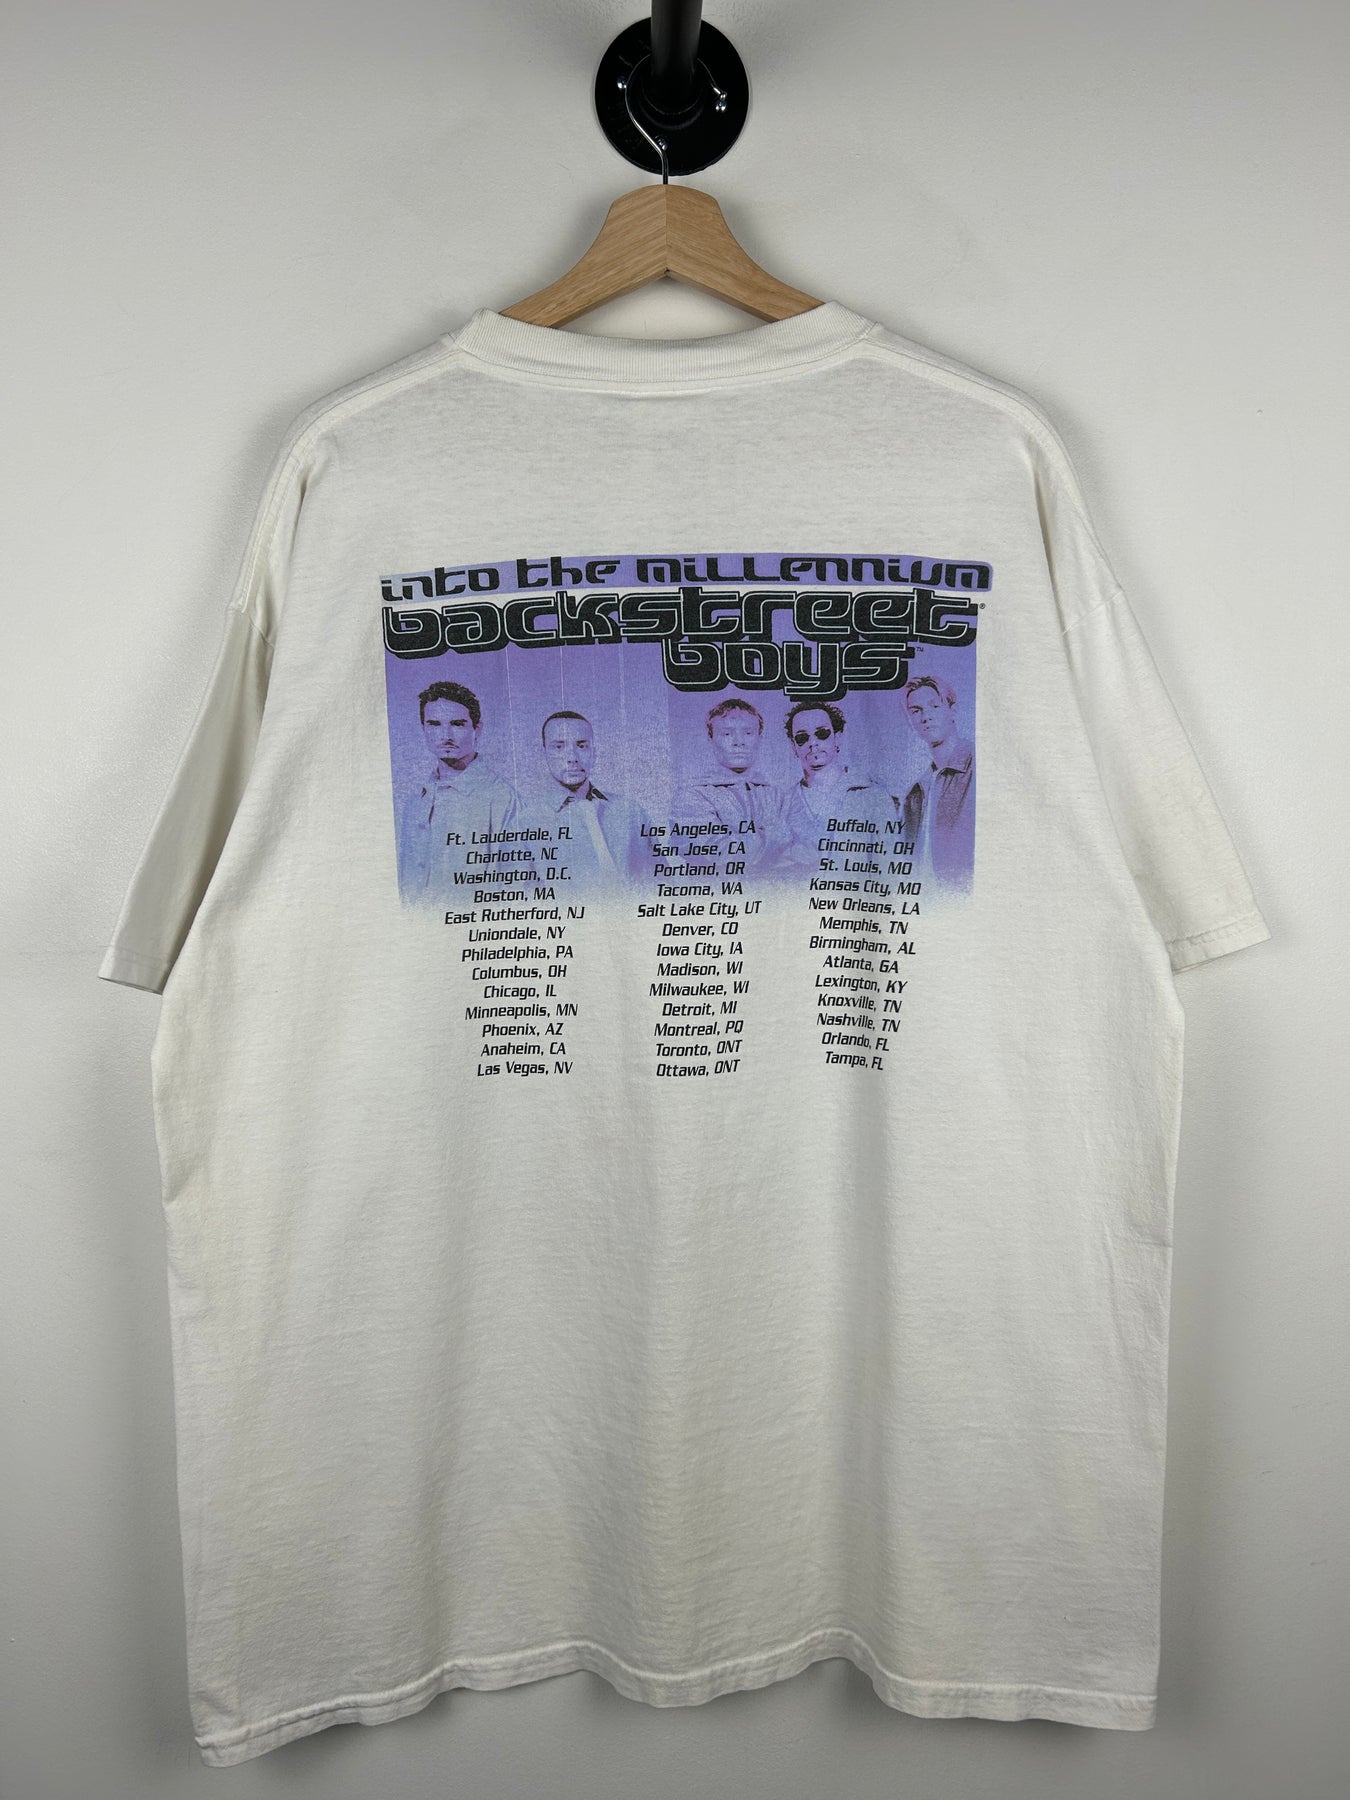 into the millennium
backstreet®
boys™
Ft. Lauderdale, FL
Charlotte, NC
Washington, D.C.
Boston, MA
East Rutherford, NJ
Uniondale, NY
Philadelphia, PA
Columbus, OH
Chicago, IL
Minneapolis, MN
Phoenix, AZ
Anaheim, CA
Las Vegas, NV
Los Angeles, CA
San Jose, CA
Portland, OR
Tacoma, WA
Salt Lake City, UT
Denver, CO
Iowa City, IA
Madison, WI
Milwaukee, WI
Detroit, MI
Montreal, PQ
Toronto, ONT
Ottawa, ONT
Buffalo, NY
Cincinnati, OH
St. Louis, MO
Kansas City, MO
New Orleans, LA
Memphis, TN
Birmingham, AL
Atlanta, GA
Lexington, KY
Knoxville, TN
Nashville, TN
Orlando, FL
Tampa, FL